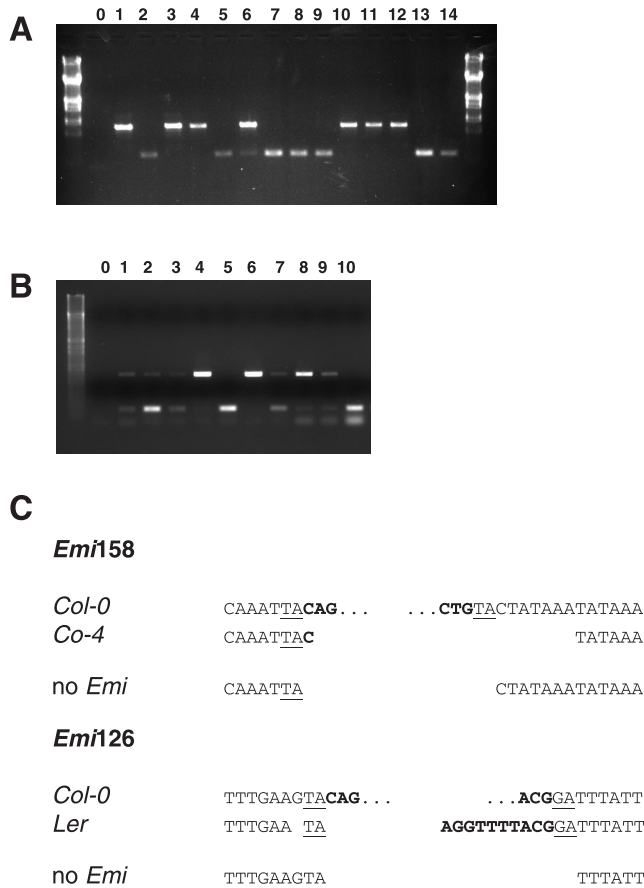 A
0 1 2 3 4 5 6 7 8 9 10 11 12 13 14
B
0 1 2 3 4 5 6 7 8 9 10
C
Emi158
Col-0 CAAATTACAG... ...CTGTACTATAAATATAAA
Co-4 CAAATTAC TATAAA
no Emi CAAATTA CTATAAATATAAA
Emi126
Col-0 TTTGAAGTACAG... ...ACGGATTTATT
Ler TTTGAA TA AGGTTTTACGGATTTATT
no Emi TTTGAAGTA TTTATT